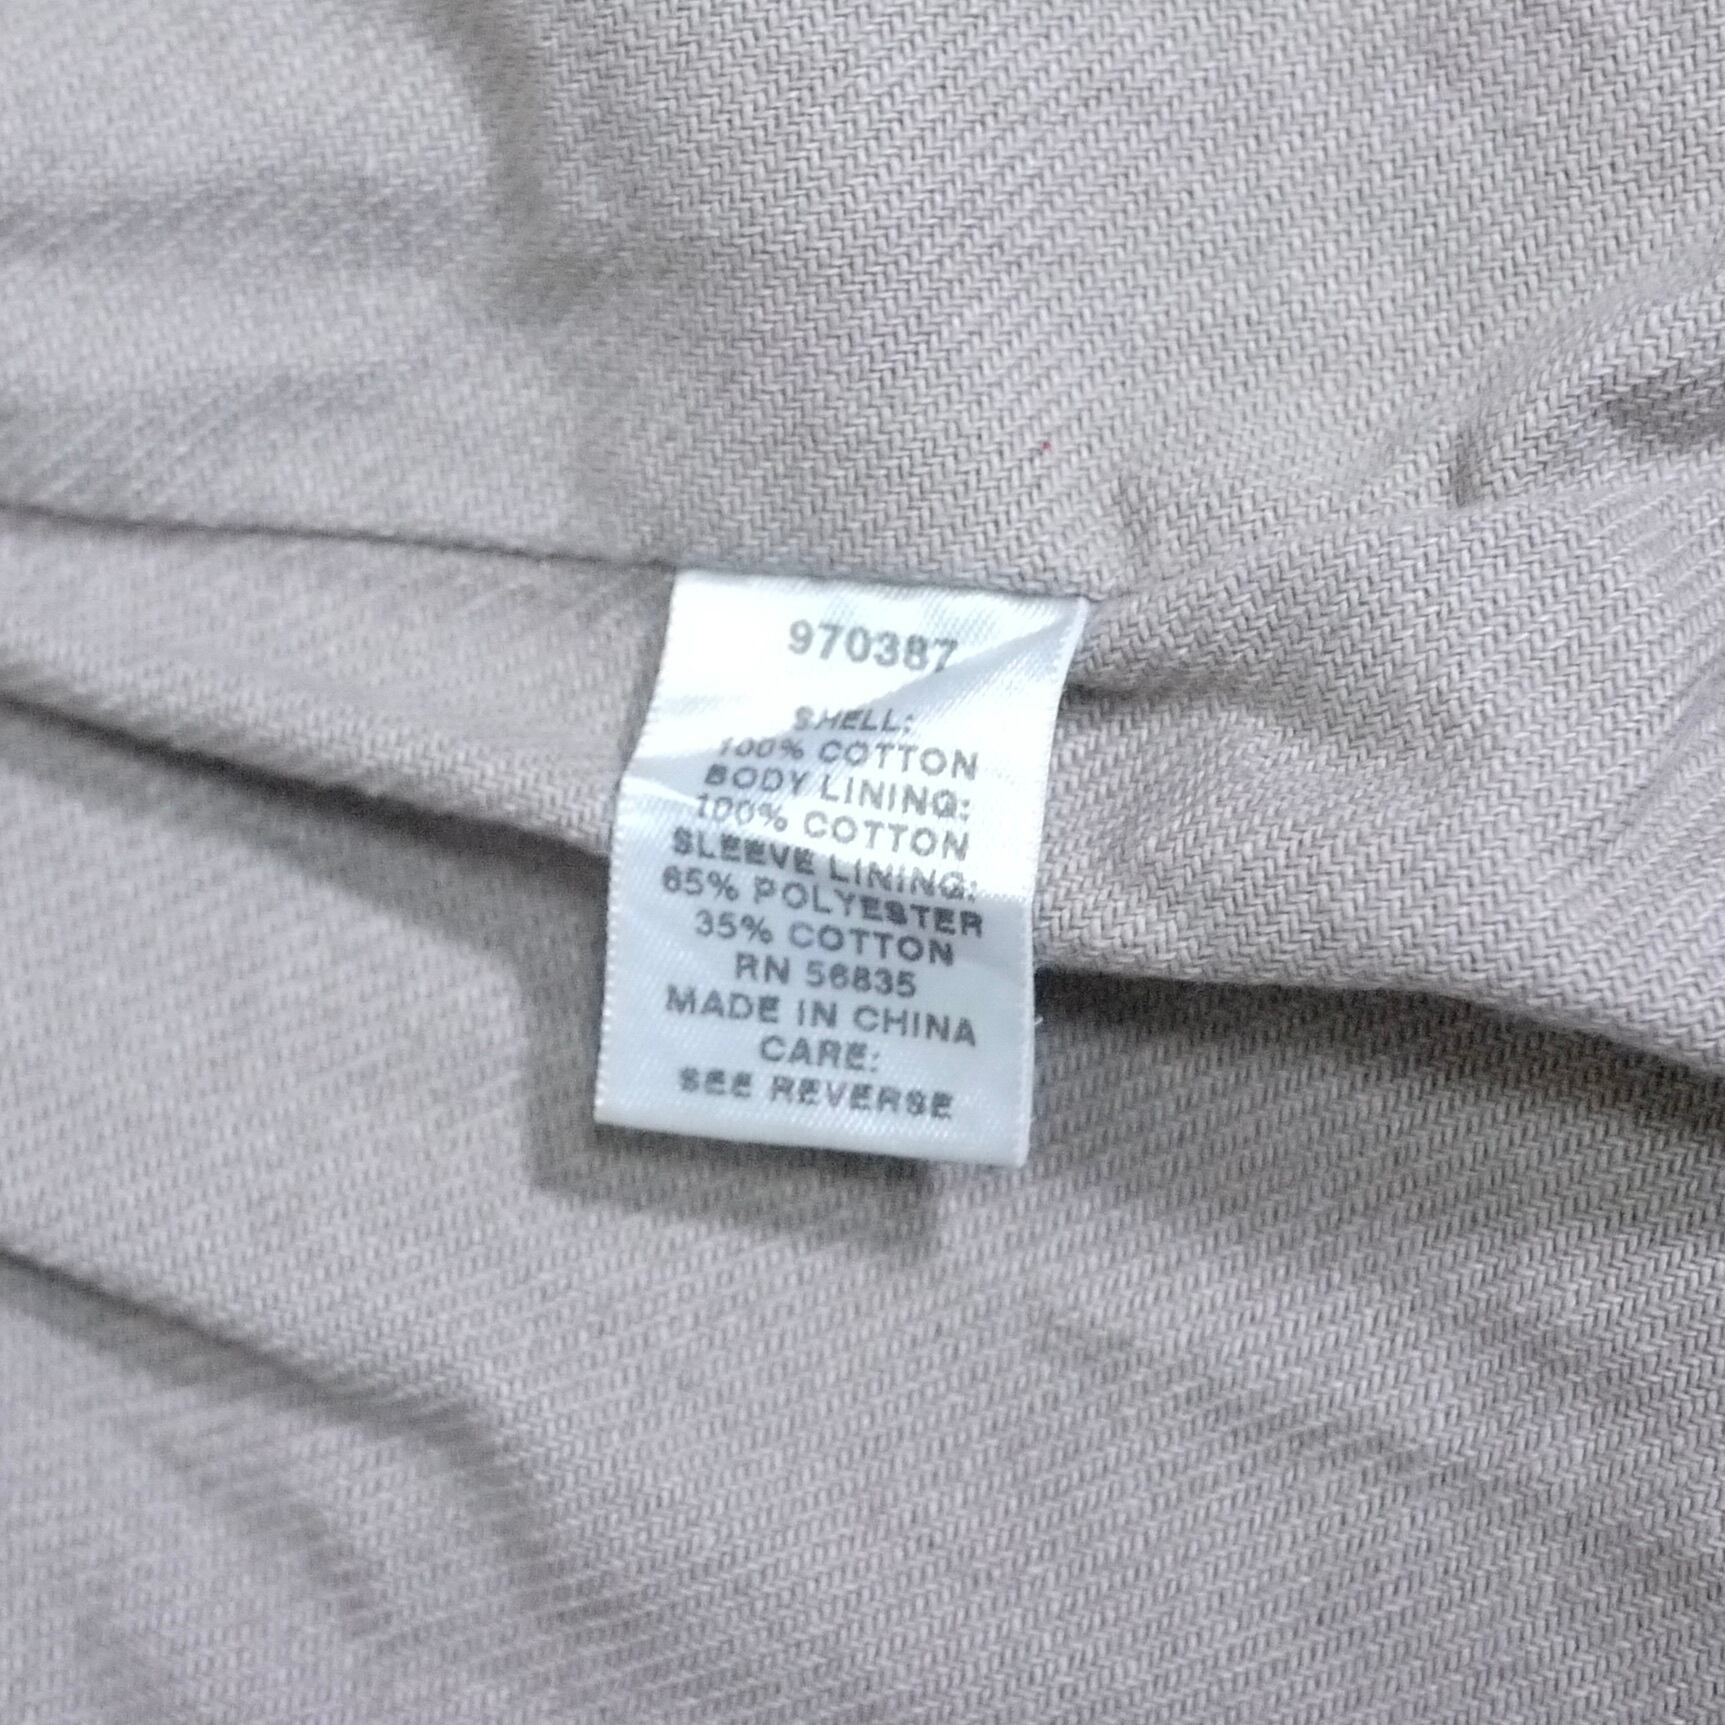 970387
SHELL:
100% COTTON
BODY LINING:
100% COTTON
SLEEVE LINING:
65% POLYESTER
35% COTTON
RN 56835
MADE IN CHINA
CARE:
SEE REVERSE